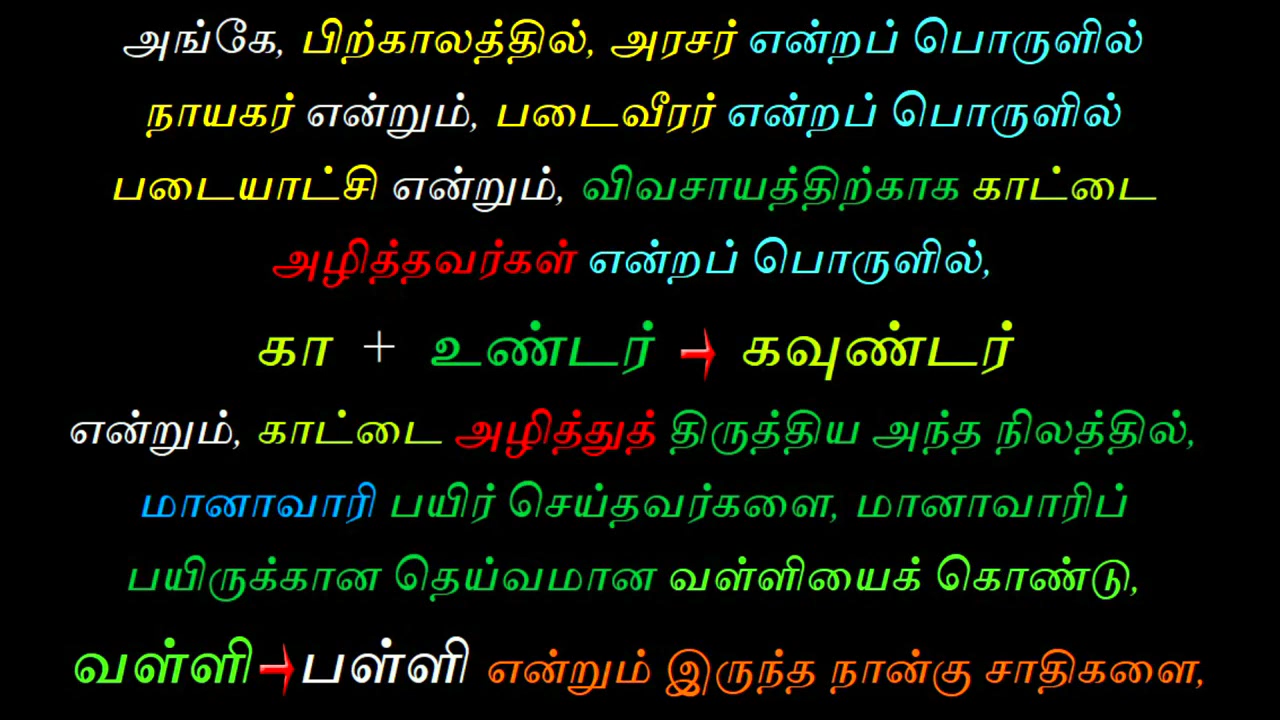 அங்கே, பிற்காலத்தில், அரசர் என்றப் பொருளில்
நாயகர் என்றும், படைவீரர் என்றப் பொருளில்
படையாட்சி என்றும், விவசாயத்திற்காக காட்டை
அழித்தவர்கள் என்றப் பொருளில்,
கா + உண்டர் → கவுண்டர்
என்றும், காட்டை அழித்துத் திருத்திய அந்த நிலத்தில்,
மானாவாரி பயிர் செய்தவர்களை, மானாவாரிப்
பயிருக்கான தெய்வமான வள்ளியைக் கொண்டு,
வள்ளி→பள்ளி என்றும் இருந்த நான்கு சாதிகளை,